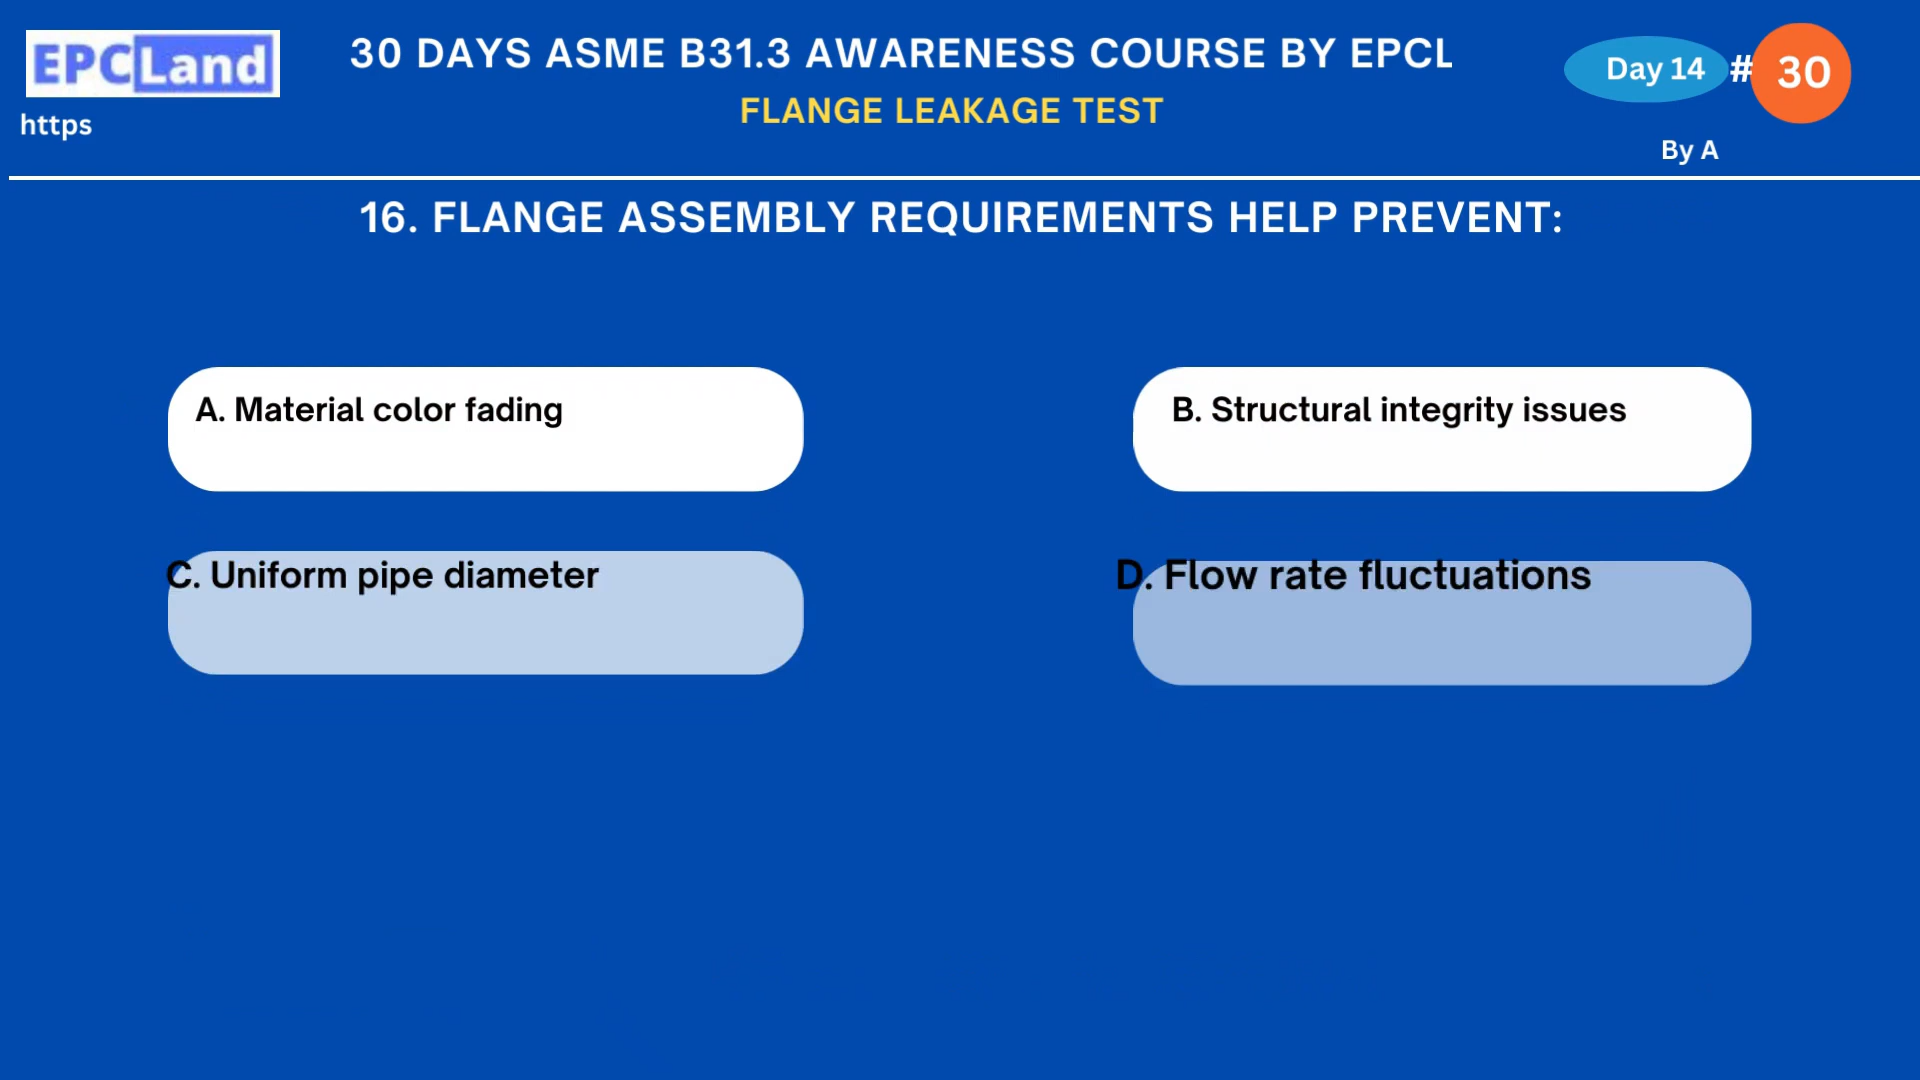 EPCLand
https
30 DAYS ASME B31.3 AWARENESS COURSE BY EPCL
FLANGE LEAKAGE TEST
Day 14 # 30
By A
16. FLANGE ASSEMBLY REQUIREMENTS HELP PREVENT:
A. Material color fading
B. Structural integrity issues
C. Uniform pipe diameter
D. Flow rate fluctuations